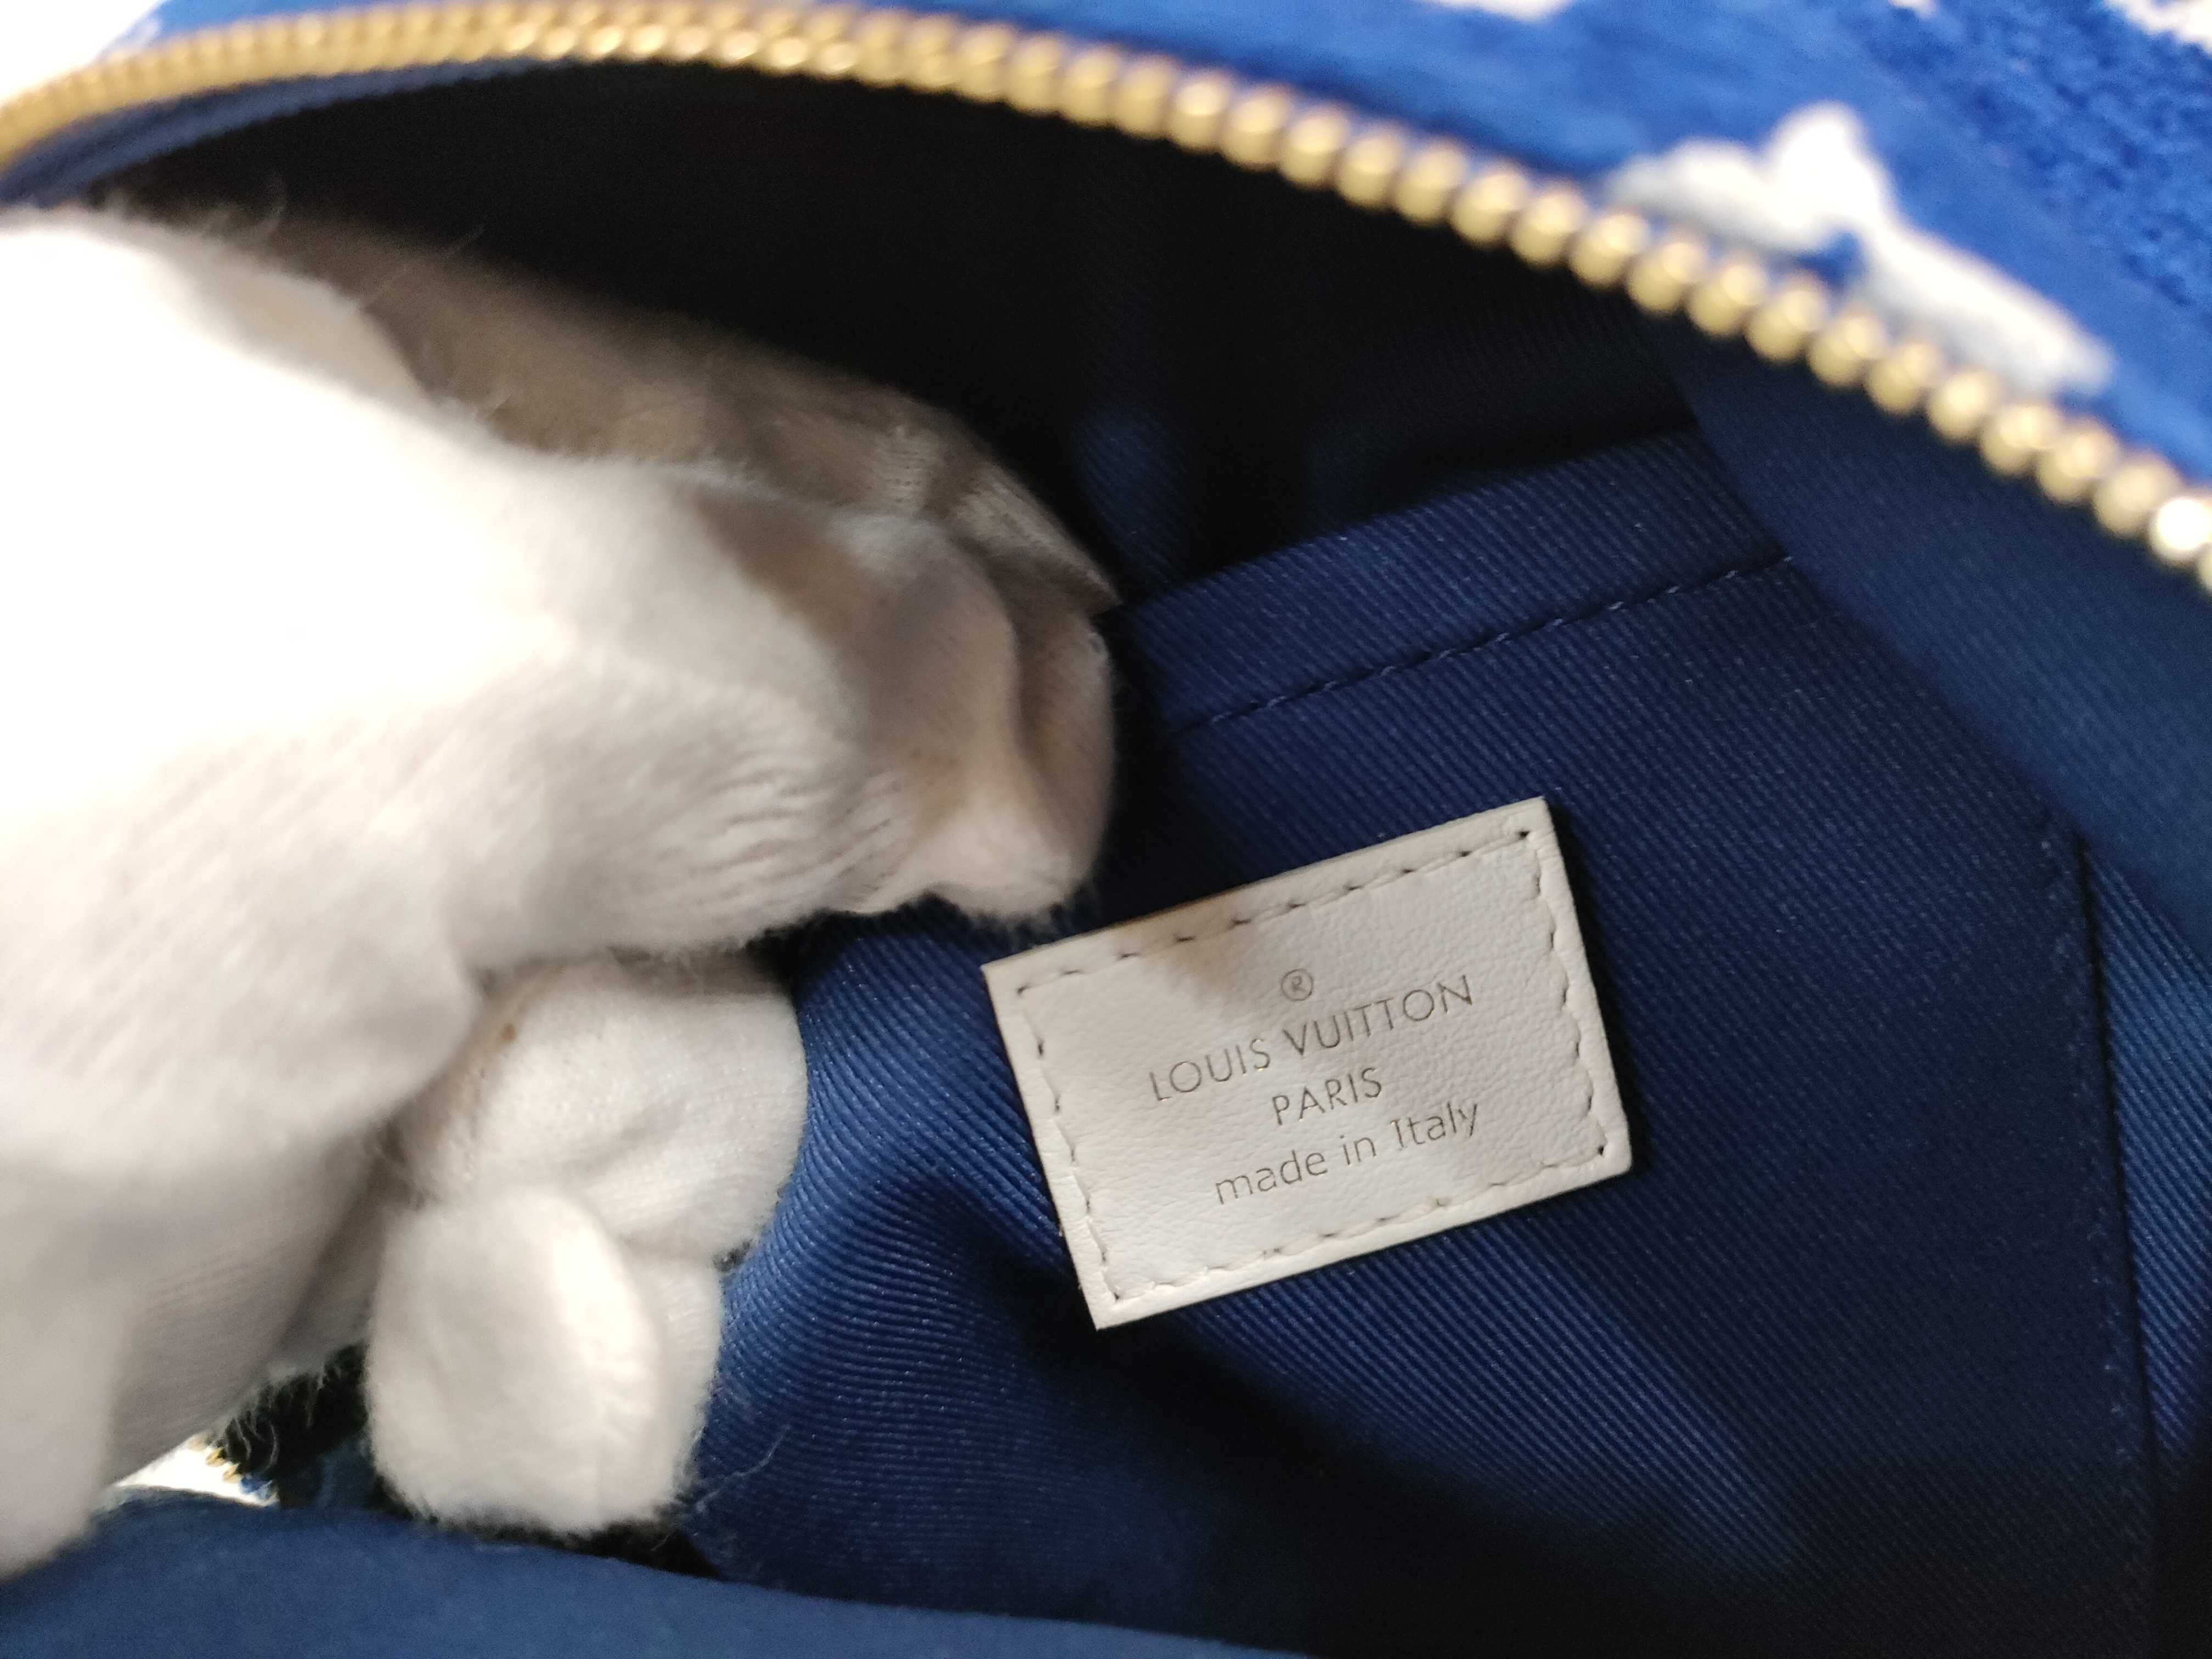 ®
LOUIS VUITTON
PARIS
made in Italy